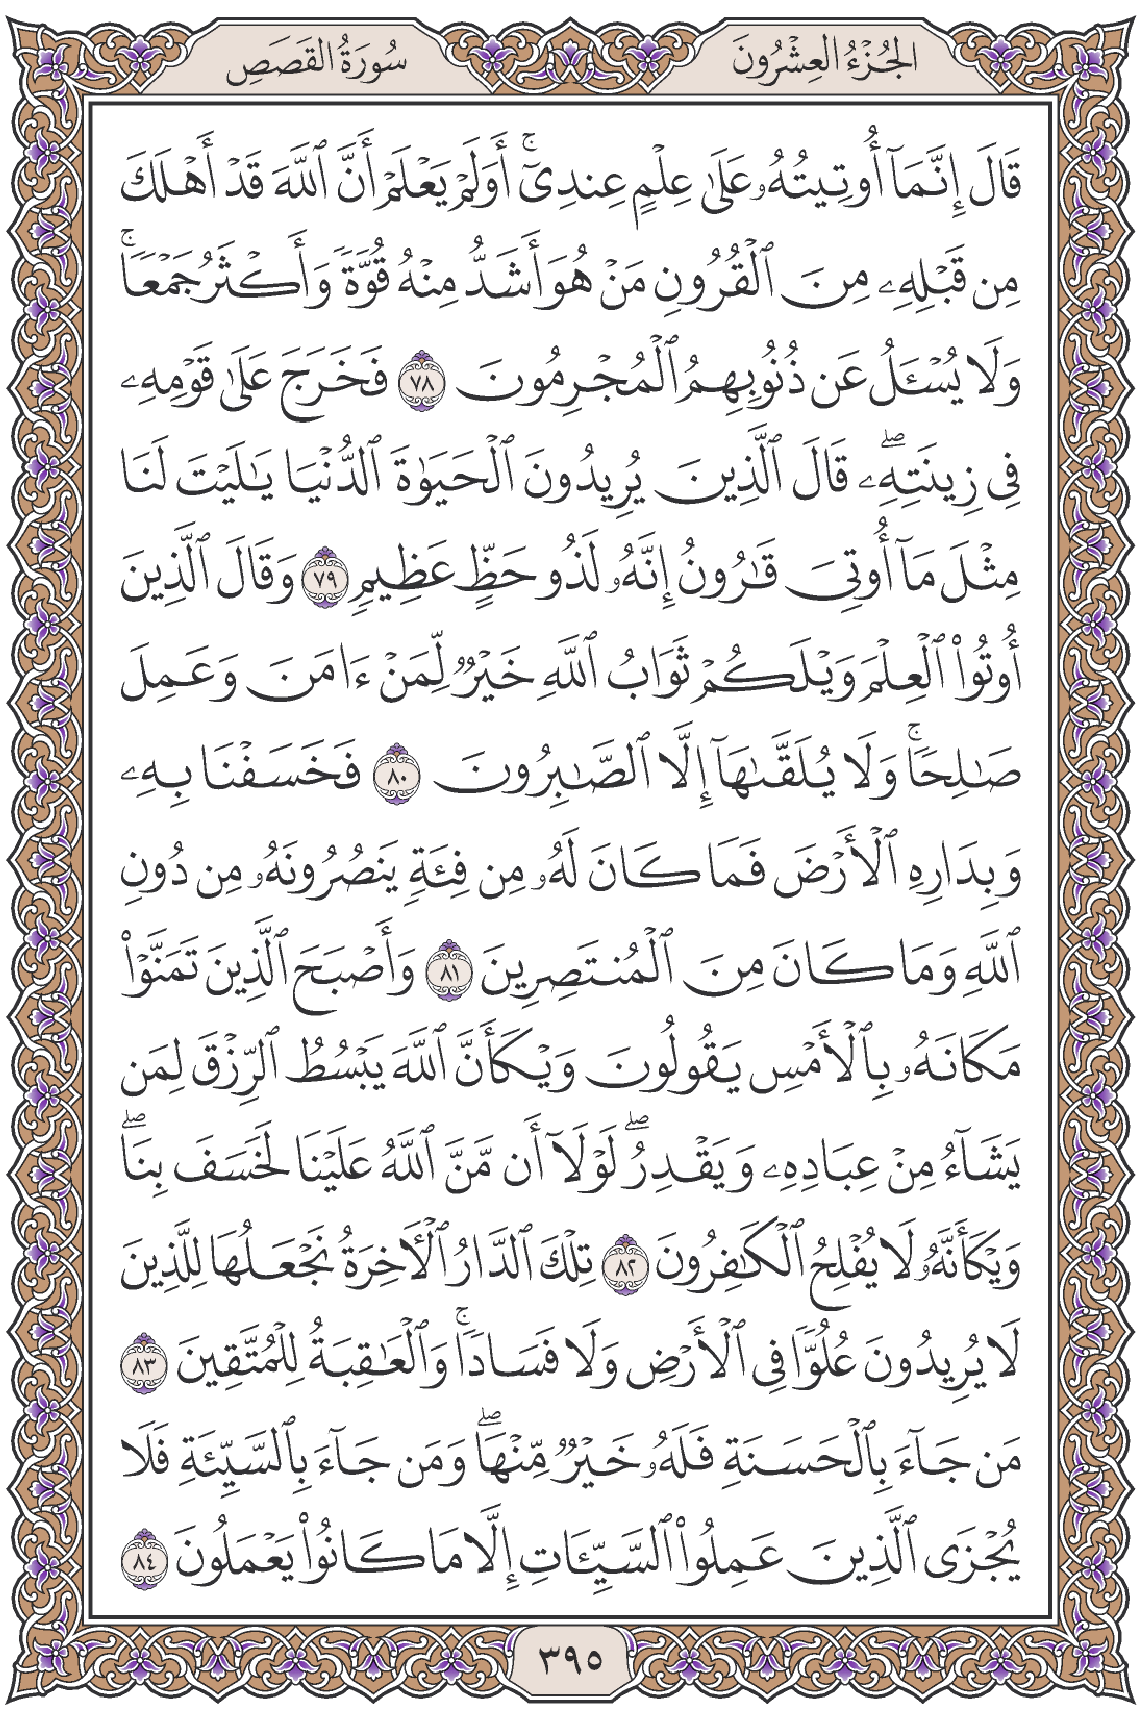 الجُزْءُ العِشْرُونَ
سُورَةُ القَصَصِ
قَالَ إِنَّمَآ أُوتِيتُهُۥ عَلَىٰ عِلْمٍ عِندِىٓۚ أَوَلَمْ يَعْلَمْ أَنَّ ٱللَّهَ قَدْ أَهْلَكَ
مِن قَبْلِهِۦ مِنَ ٱلْقُرُونِ مَنْ هُوَ أَشَدُّ مِنْهُ قُوَّةً وَأَكْثَرُ جَمْعًاۚ
وَلَا يُسْـَٔلُ عَن ذُنُوبِهِمُ ٱلْمُجْرِمُونَ ٧٨ فَخَرَجَ عَلَىٰ قَوْمِهِۦ
فِى زِينَتِهِۦۖ قَالَ ٱلَّذِينَ يُرِيدُونَ ٱلْحَيَوٰةَ ٱلدُّنْيَا يَـٰلَيْتَ لَنَا
مِثْلَ مَآ أُوتِىَ قَـٰرُونُ إِنَّهُۥ لَذُو حَظٍّ عَظِيمٍ ٧٩ وَقَالَ ٱلَّذِينَ
أُوتُوا۟ ٱلْعِلْمَ وَيْلَكُمْ ثَوَابُ ٱللَّهِ خَيْرٌ لِّمَنْ ءَامَنَ وَعَمِلَ
صَـٰلِحًاۚ وَلَا يُلَقَّىٰهَآ إِلَّا ٱلصَّـٰبِرُونَ ٨٠ فَخَسَفْنَا بِهِۦ
وَبِدَارِهِ ٱلْأَرْضَ فَمَا كَانَ لَهُۥ مِن فِئَةٍ يَنصُرُونَهُۥ مِن دُونِ
ٱللَّهِ وَمَا كَانَ مِنَ ٱلْمُنتَصِرِينَ ٨١ وَأَصْبَحَ ٱلَّذِينَ تَمَنَّوْا۟
مَكَانَهُۥ بِٱلْأَمْسِ يَقُولُونَ وَيْكَأَنَّ ٱللَّهَ يَبْسُطُ ٱلرِّزْقَ لِمَن
يَشَآءُ مِنْ عِبَادِهِۦ وَيَقْدِرُۖ لَوْلَآ أَن مَّنَّ ٱللَّهُ عَلَيْنَا لَخَسَفَ بِنَاۖ
وَيْكَأَنَّهُۥ لَا يُفْلِحُ ٱلْكَـٰفِرُونَ ٨٢ تِلْكَ ٱلدَّارُ ٱلْـَٔاخِرَةُ نَجْعَلُهَا لِلَّذِينَ
لَا يُرِيدُونَ عُلُوًّا فِى ٱلْأَرْضِ وَلَا فَسَادًاۚ وَٱلْعَـٰقِبَةُ لِلْمُتَّقِينَ ٨٣
مَن جَآءَ بِٱلْحَسَنَةِ فَلَهُۥ خَيْرٌ مِّنْهَاۖ وَمَن جَآءَ بِٱلسَّيِّئَةِ فَلَا
يُجْزَى ٱلَّذِينَ عَمِلُوا۟ ٱلسَّيِّـَٔاتِ إِلَّا مَا كَانُوا۟ يَعْمَلُونَ ٨٤
٣٩٥